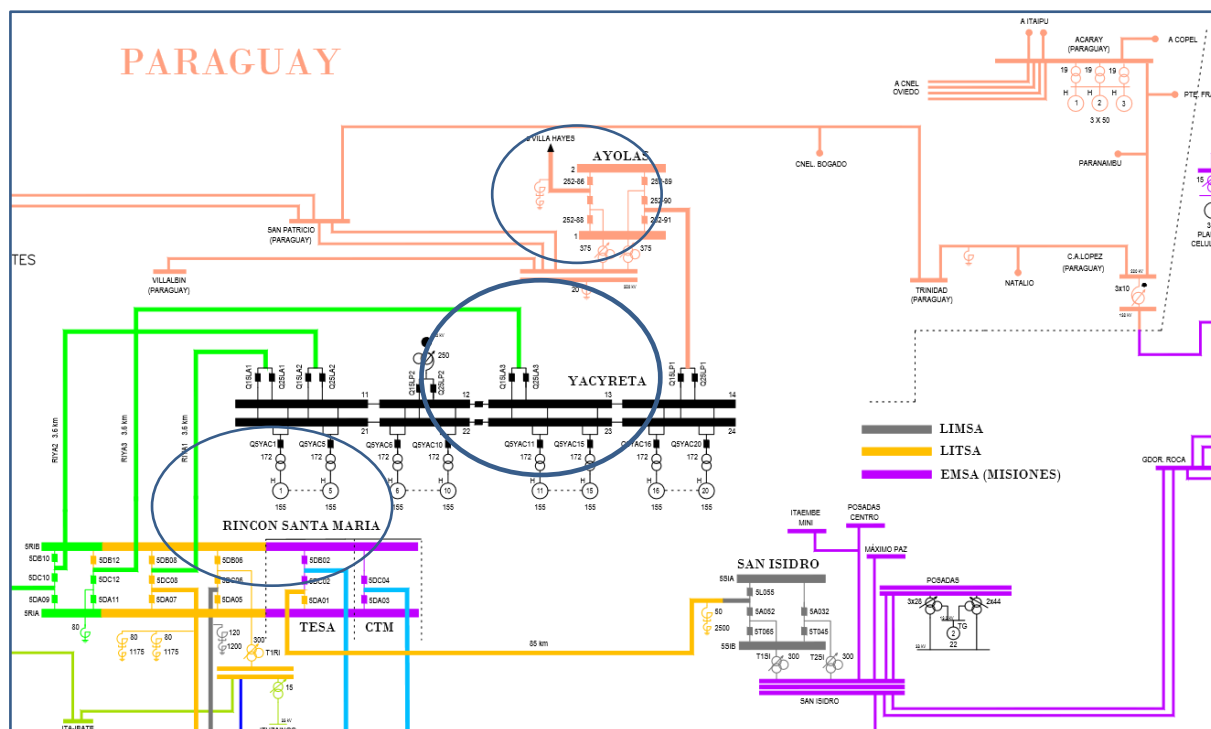 PARAGUAY
A ITAIPU
ACARAY
(PARAGUAY)
A COPEL
A CNEL
OVIEDO
19
19
19
H
H
H
1
2
3
3 X 50
PTE. FRA
PARANAMBU
VILLA HAYES
AYOLAS
2
252-86
252-90
252-88
1
375
375
CNEL. BOGADO
15
PLA
CELUL
SAN PATRICIO
(PARAGUAY)
TES
VILLALBIN
(PARAGUAY)
20
TRINIDAD
(PARAGUAY)
NATALIO
C.A.LOPEZ
(PARAGUAY)
3x10
250
Q1SLA1
Q2SLA1
Q1SLA2
Q2SLA2
Q1SLP2
Q2SLP2
Q1SLA3
Q2SLA3
Q1SLP1
Q2SLP1
YACYRETA
11
12
13
14
21
22
23
24
RIYA2 3.6 km
RIYA3 3.6 km
RIYA1 3.6 km
Q5YAC1
Q5YAC5
Q5YAC6
Q5YAC10
Q5YAC11
Q5YAC15
Q5YAC16
Q5YAC20
172
172
172
172
172
172
172
172
H
H
H
H
H
H
H
H
1
5
6
10
11
15
16
20
155
155
155
155
155
155
155
155
LIMSA
LITSA
EMSA (MISIONES)
GDOR. ROCA
RINCON SANTA MARIA
5RIB
5DB10
5DB12
5DB08
5DB06
5DB02
5DC10
5DC12
5DC08
5DC06
5DC02
5DC04
5DA09
5DA11
5DA07
5DA05
5DA01
5DA03
5RIA
80
80
1175
80
1175
120
1200
300
T1RI
15
TESA
CTM
85 km
ITAEMBE
MINI
POSADAS
CENTRO
MÁXIMO PAZ
SAN ISIDRO
5SIA
5L055
5A052
5A032
5T065
5T045
5SIB
50
2500
T1SI
300
T2SI
300
SAN ISIDRO
POSADAS
3x28
2x44
TG
2
22